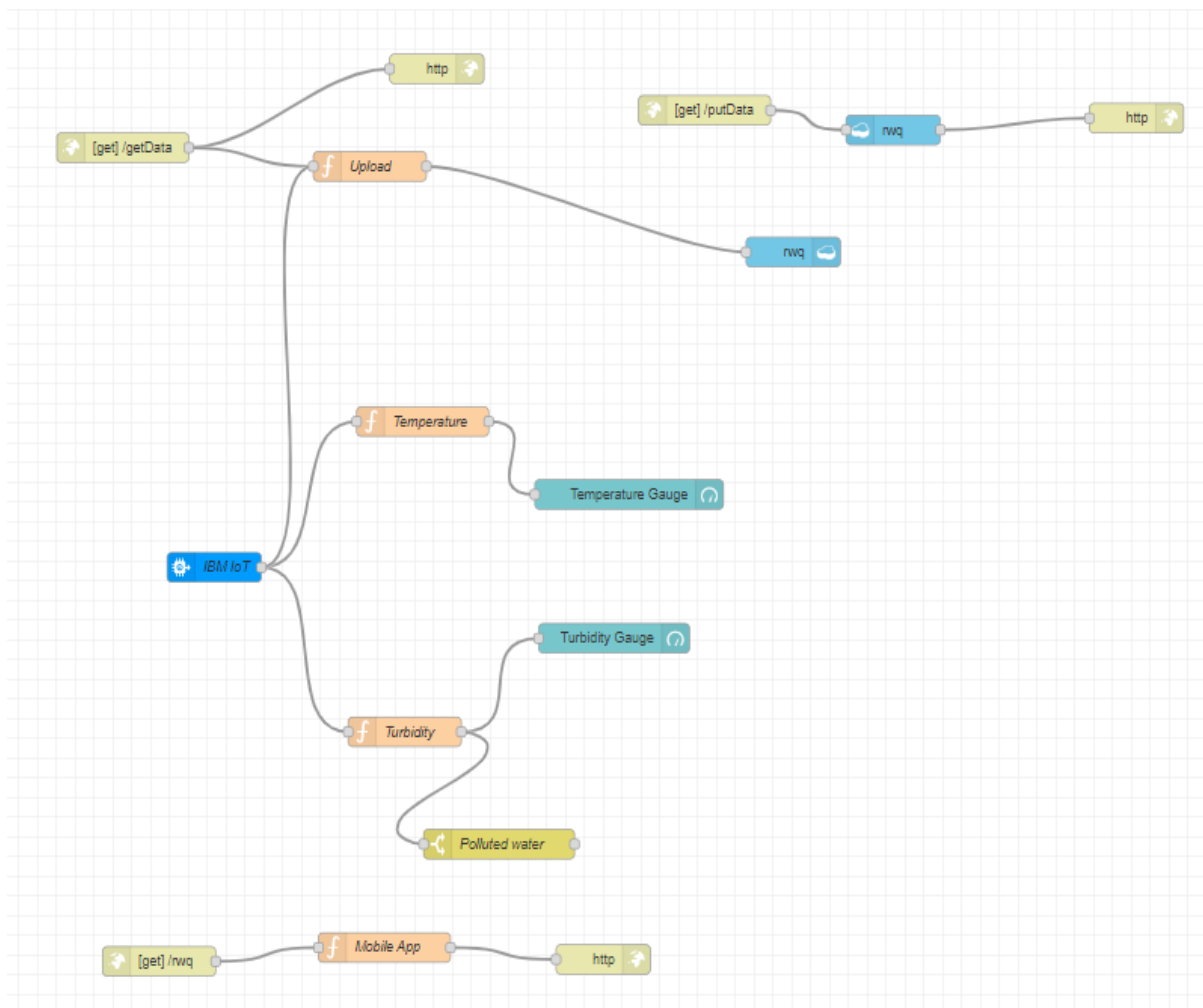 http
[get] /putData
http
rwq
[get] /getData
Upload
rwq
Temperature
Temperature Gauge
IBM IoT
Turbidity Gauge
Turbidity
Polluted water
Mobile App
[get] /rwq
http